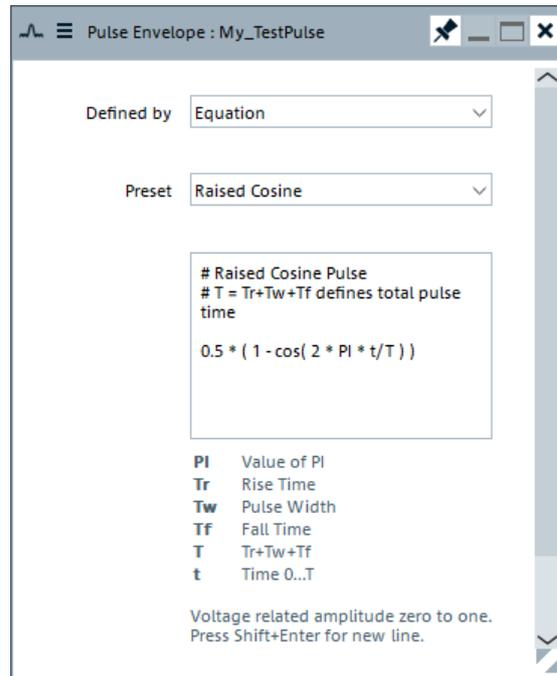 Pulse Envelope : My_TestPulse
Defined by Equation
Preset Raised Cosine
# Raised Cosine Pulse
# T = Tr+Tw+Tf defines total pulse
time
0.5 * ( 1 - cos( 2 * PI * t/T ) )
PI Value of PI
Tr Rise Time
Tw Pulse Width
Tf Fall Time
T Tr+Tw+Tf
t Time 0...T
Voltage related amplitude zero to one.
Press Shift+Enter for new line.